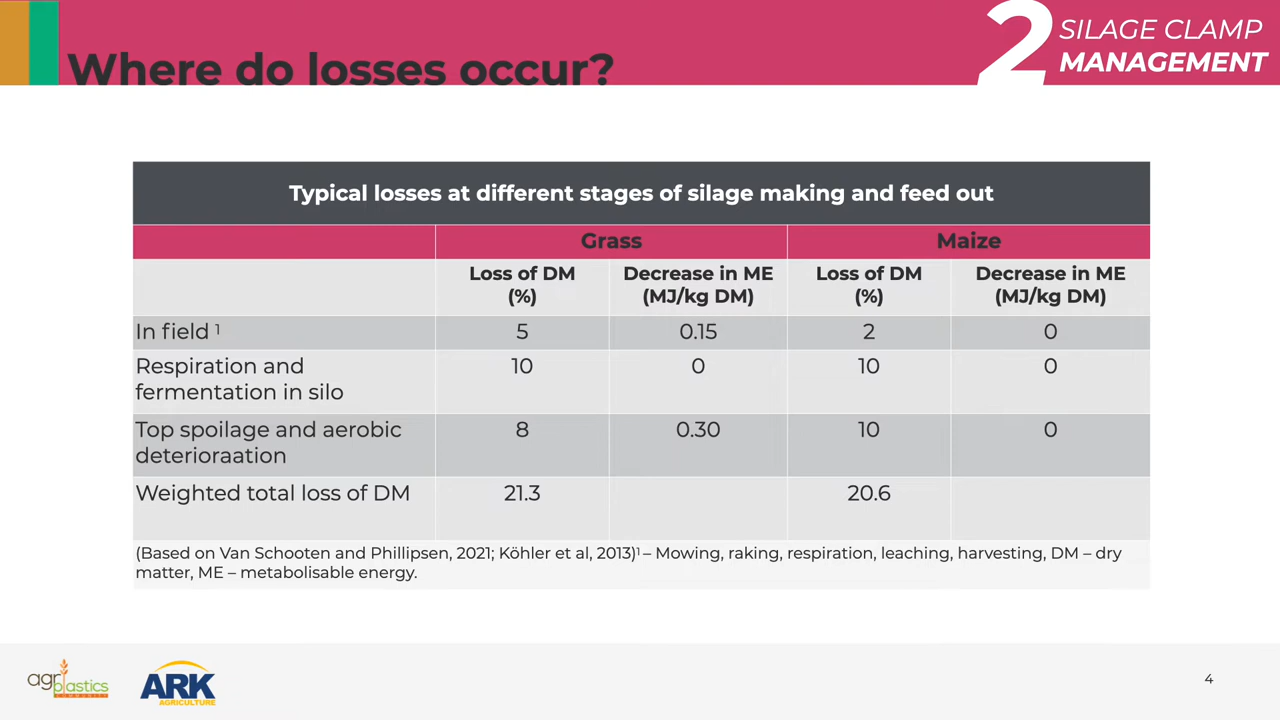 Where do losses occur?
2
SILAGE CLAMP
MANAGEMENT
Typical losses at different stages of silage making and feed out
Grass Maize
Loss of DM (%) Decrease in ME (MJ/kg DM) Loss of DM (%) Decrease in ME (MJ/kg DM)
In field ¹ 5 0.15 2 0
Respiration and fermentation in silo 10 0 10 0
Top spoilage and aerobic deterioraation 8 0.30 10 0
Weighted total loss of DM 21.3 20.6
(Based on Van Schooten and Phillipsen, 2021; Köhler et al, 2013)¹ – Mowing, raking, respiration, leaching, harvesting, DM – dry
matter, ME – metabolisable energy.
agriplastics
COMMUNITY
ARK
AGRICULTURE
4